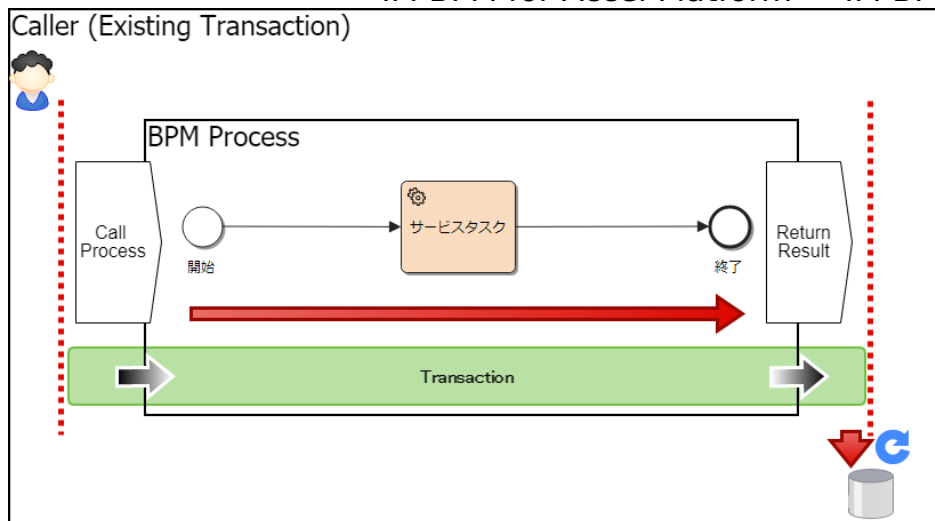 Caller (Existing Transaction)
BPM Process
Call
Process
サービスタスク
Return
Result
開始
終了
Transaction